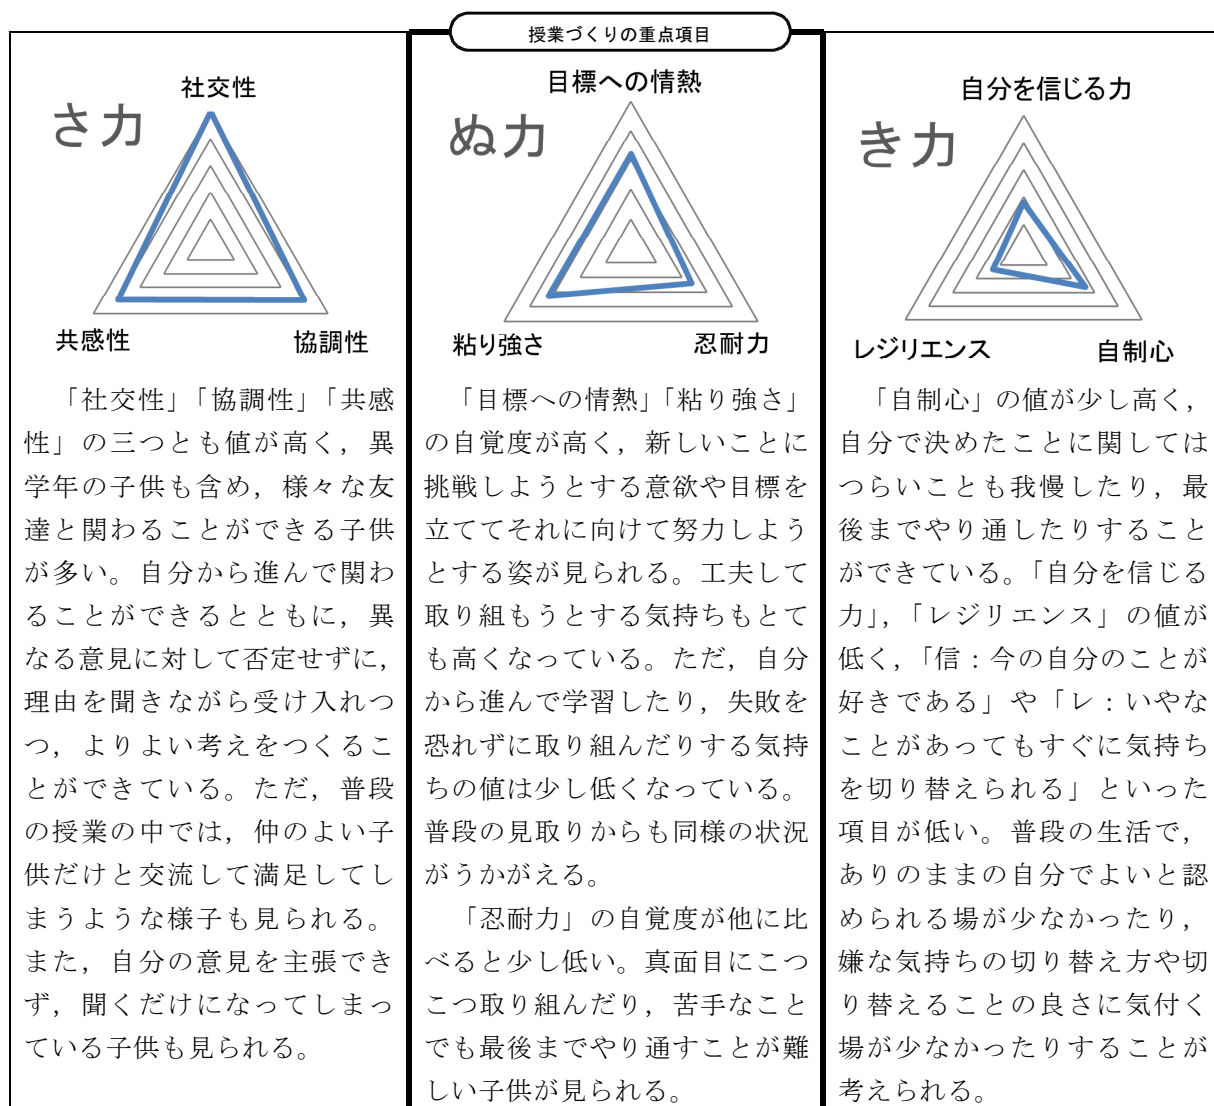 授業づくりの重点項目
さ力
社交性
共感性
協調性
「社交性」「協調性」「共感
性」の三つとも値が高く，異
学年の子供も含め，様々な友
達と関わることができる子供
が多い。自分から進んで関わ
ることができるとともに，異
なる意見に対して否定せずに，
理由を聞きながら受け入れつ
つ，よりよい考えをつくるこ
とができている。ただ，普段
の授業の中では，仲のよい子
供だけと交流して満足してし
まうような様子も見られる。
また，自分の意見を主張でき
ず，聞くだけになってしまっ
ている子供も見られる。
ぬ力
目標への情熱
粘り強さ
忍耐力
「目標への情熱」「粘り強さ」
の自覚度が高く，新しいことに
挑戦しようとする意欲や目標を
立ててそれに向けて努力しよう
とする姿が見られる。工夫して
取り組もうとする気持ちもとて
も高くなっている。ただ，自分
から進んで学習したり，失敗を
恐れずに取り組んだりする気持
ちの値は少し低くなっている。
普段の見取りからも同様の状況
がうかがえる。
「忍耐力」の自覚度が他に比
べると少し低い。真面目にこつ
こつ取り組んだり，苦手なこと
でも最後までやり通すことが難
しい子供が見られる。
き力
自分を信じる力
レジリエンス
自制心
「自制心」の値が少し高く，
自分で決めたことに関しては
つらいことも我慢したり，最
後までやり通したりすること
ができている。「自分を信じる
力」，「レジリエンス」の値が
低く，「信：今の自分のことが
好きである」や「レ：いやな
ことがあってもすぐに気持ち
を切り替えられる」といった
項目が低い。普段の生活で，
ありのままの自分でよいと認
められる場が少なかったり，
嫌な気持ちの切り替え方や切
り替えることの良さに気付く
場が少なかったりすることが
考えられる。